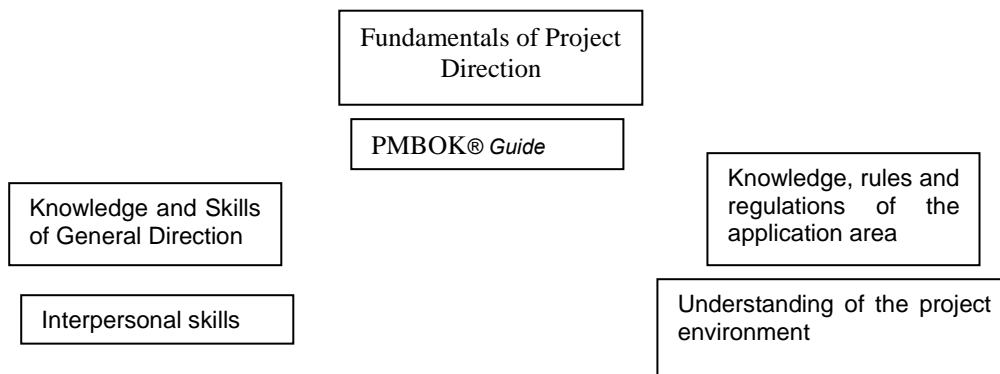 Fundamentals of Project
Direction
PMBOK® Guide
Knowledge and Skills
of General Direction
Knowledge, rules and
regulations of the
application area
Interpersonal skills
Understanding of the project
environment